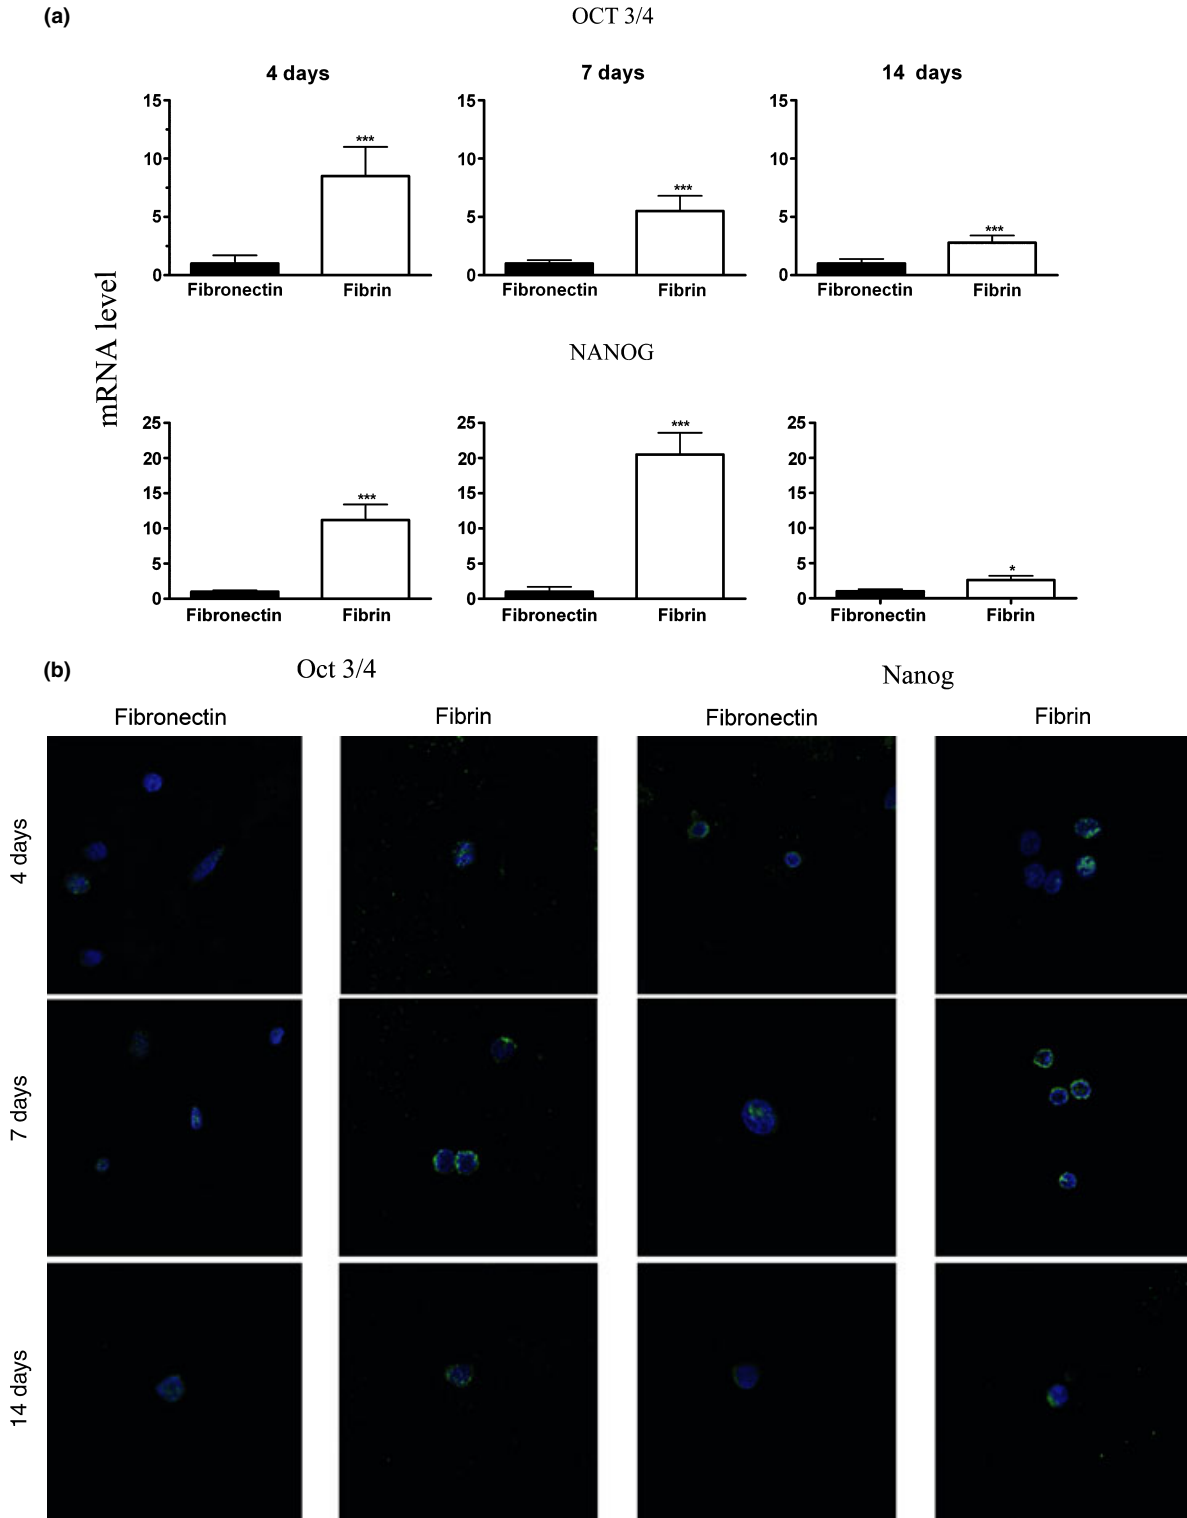 (a)
OCT 3/4
4 days
7 days
14 days
15
10
5
0
***
Fibronectin
Fibrin
15
10
5
0
***
Fibronectin
Fibrin
15
10
5
0
***
Fibronectin
Fibrin
mRNA level
NANOG
25
20
15
10
5
0
***
Fibronectin
Fibrin
25
20
15
10
5
0
***
Fibronectin
Fibrin
25
20
15
10
5
0
*
Fibronectin
Fibrin
(b)
Oct 3/4
Nanog
Fibronectin
Fibrin
Fibronectin
Fibrin
4 days
7 days
14 days